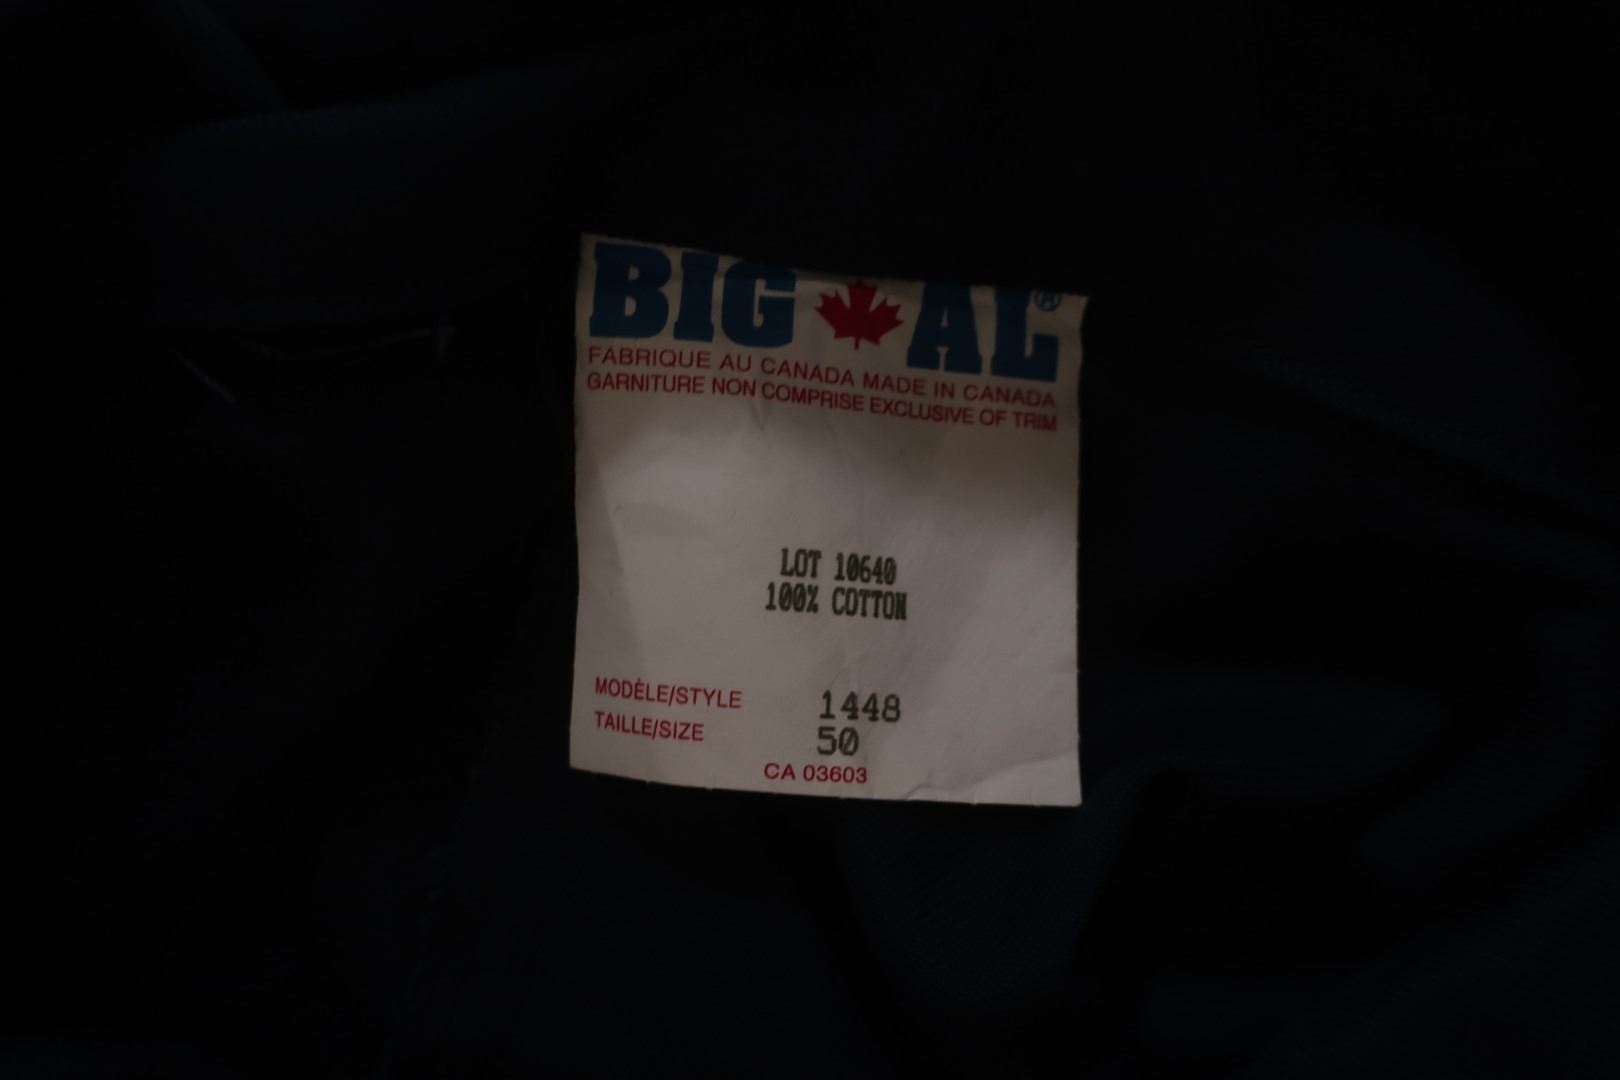 BIG AL®
FABRIQUE AU CANADA MADE IN CANADA
GARNITURE NON COMPRISE EXCLUSIVE OF TRIM
LOT 10640
100% COTTON
MODÈLE/STYLE 1448
TAILLE/SIZE 50
CA 03603